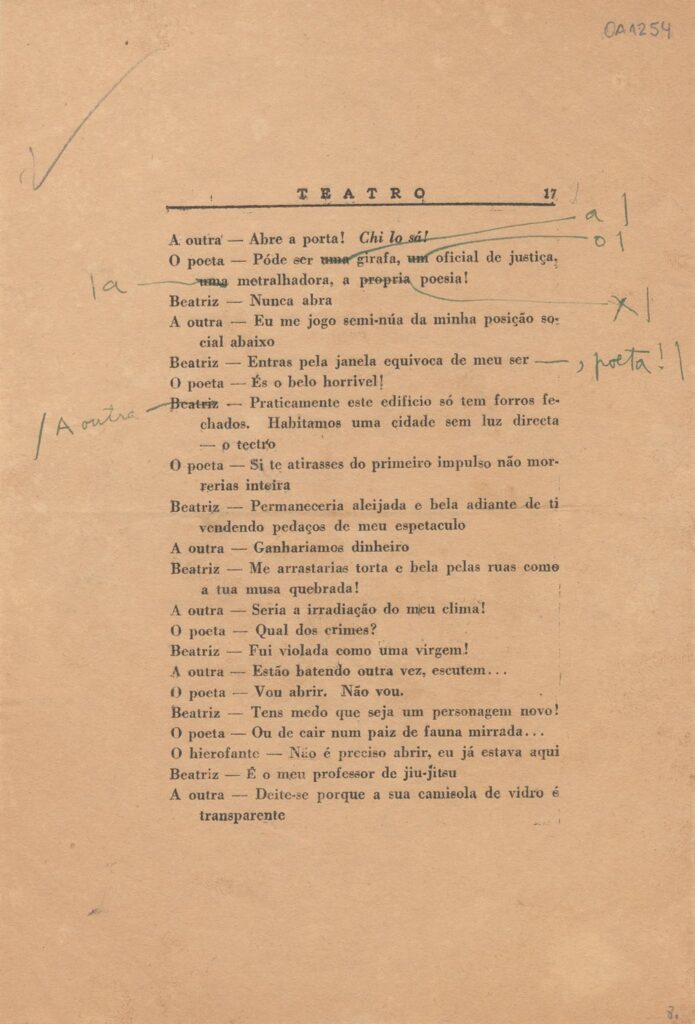 OA1254
TEATRO 17
A outra — Abre a porta! Chi lo sá!
a |
O poeta — Póde ser uma girafa, um oficial de justiça,
o |
| a
uma metralhadora, a propria poesia!
Beatriz — Nunca abra
x |
A outra — Eu me jogo semi-núa da minha posição so-
cial abaixo
Beatriz — Entras pela janela equivoca de meu ser —, poeta! |
O poeta — És o belo horrivel!
| A outra
Beatriz — Praticamente este edificio só tem forros fe-
chados. Habitamos uma cidade sem luz directa
— o tectro
O poeta — Si te atirasses do primeiro impulso não mor-
rerias inteira
Beatriz — Permaneceria aleijada e bela adiante de ti
vendendo pedaços de meu espetaculo
A outra — Ganhariamos dinheiro
Beatriz — Me arrastarias torta e bela pelas ruas como
a tua musa quebrada!
A outra — Seria a irradiação do meu clima!
O poeta — Qual dos crimes?
Beatriz — Fui violada como uma virgem!
A outra — Estão batendo outra vez, escutem...
O poeta — Vou abrir. Não vou.
Beatriz — Tens medo que seja um personagem novo!
O poeta — Ou de cair num paiz de fauna mirrada...
O hierofante — Não é preciso abrir, eu já estava aqui
Beatriz — É o meu professor de jiu-jitsu
A outra — Deite-se porque a sua camisola de vidro é
transparente
8.